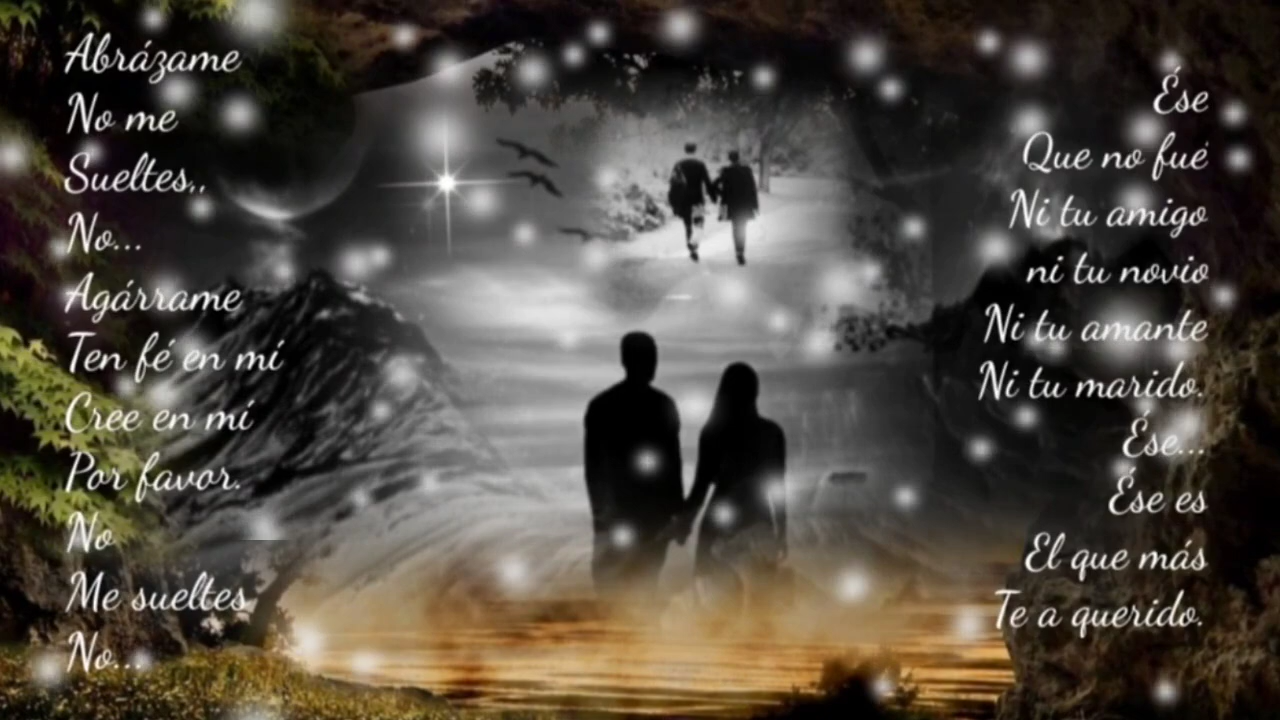 Abrázame
No me
Sueltes,.
No...
Agárrame
Ten fé en mí
Cree en mí
Por favor.
No
Me sueltes
No...
Ése
Que no fué
Ni tu amigo
ni tu novio
Ni tu amante
Ni tu marido.
Ése...
Ése es
El que más
Te a querido.